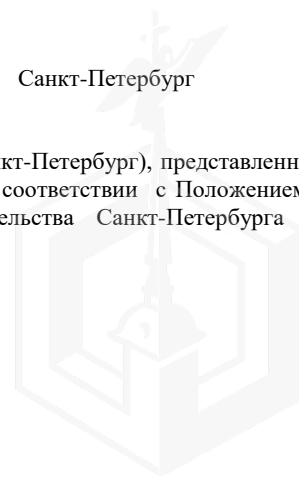 Санкт-Петербург
кт-Петербург), представленн
соответствии с Положением
ельства Санкт-Петербурга